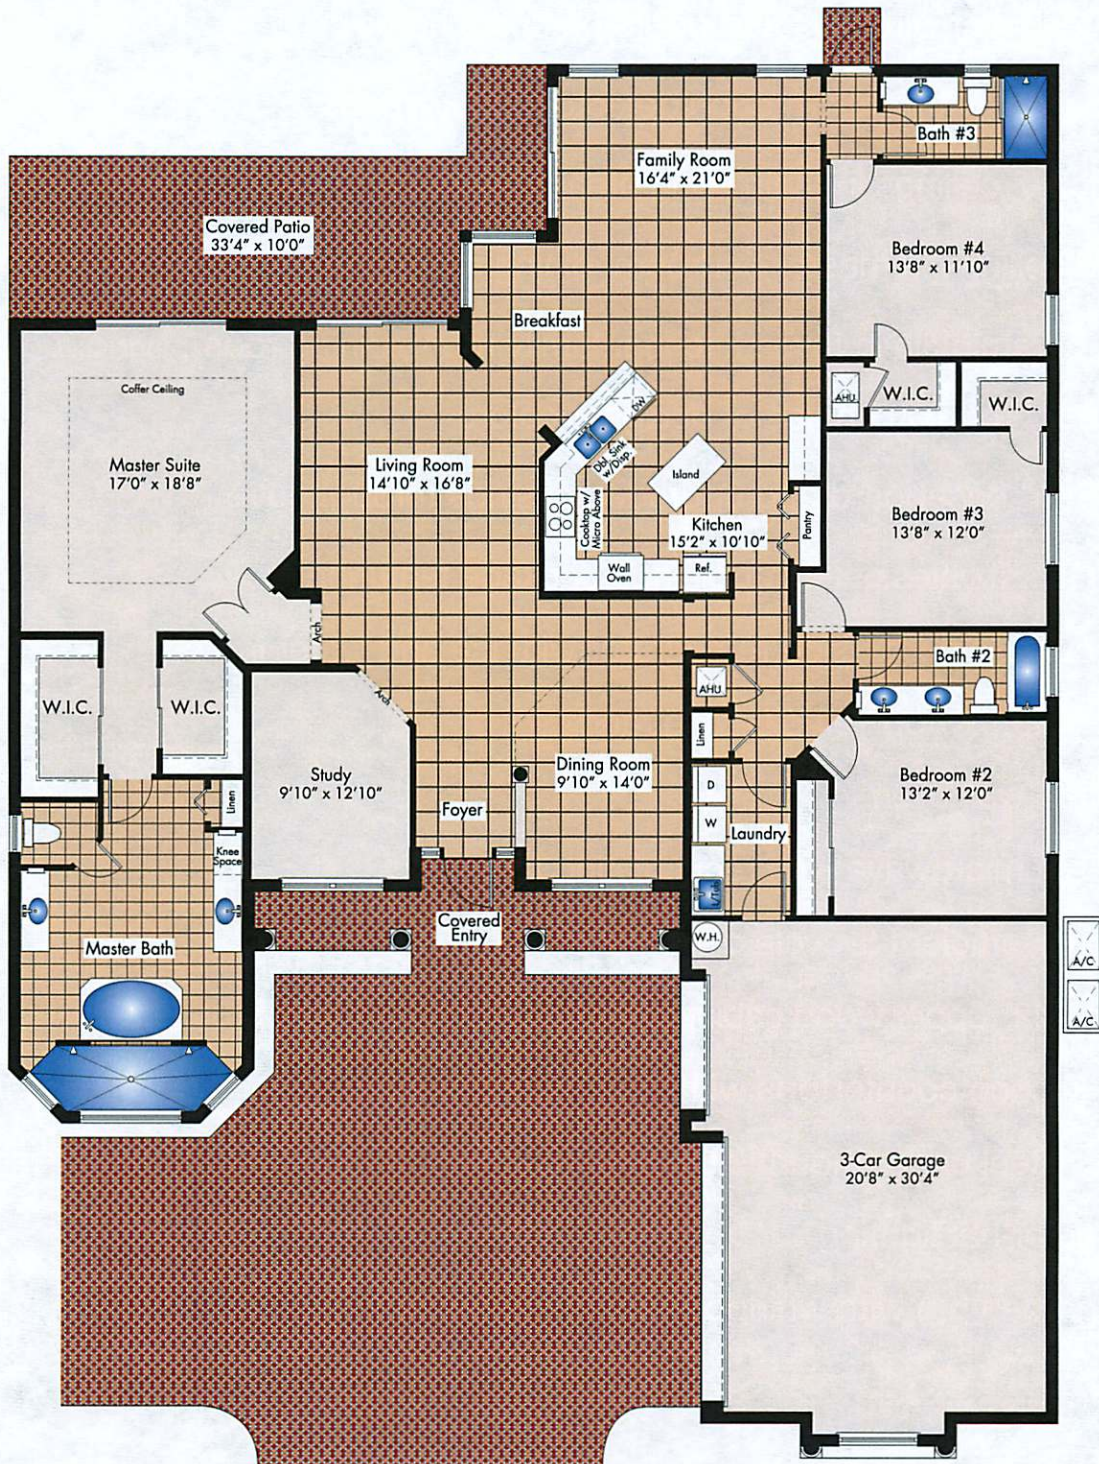 Bath #3
Family Room
16'4" x 21'0"
Covered Patio
33'4" x 10'0"
Bedroom #4
13'8" x 11'10"
Breakfast
Coffer Ceiling
AHU
W.I.C.
W.I.C.
DW
Dbl. Sink
w/Disp.
Master Suite
17'0" x 18'8"
Living Room
14'10" x 16'8"
Island
Cooktop w/
Micro Above
Kitchen
15'2" x 10'10"
Pantry
Bedroom #3
13'8" x 12'0"
Wall
Oven
Ref.
Arch
Bath #2
AHU
W.I.C.
W.I.C.
Arch
Linen
Study
9'10" x 12'10"
Dining Room
9'10" x 14'0"
Bedroom #2
13'2" x 12'0"
D
Linen
Foyer
W
Laundry
Knee
Space
L/Tub
Covered
Entry
W.H.
Master Bath
A/C
A/C
3-Car Garage
20'8" x 30'4"